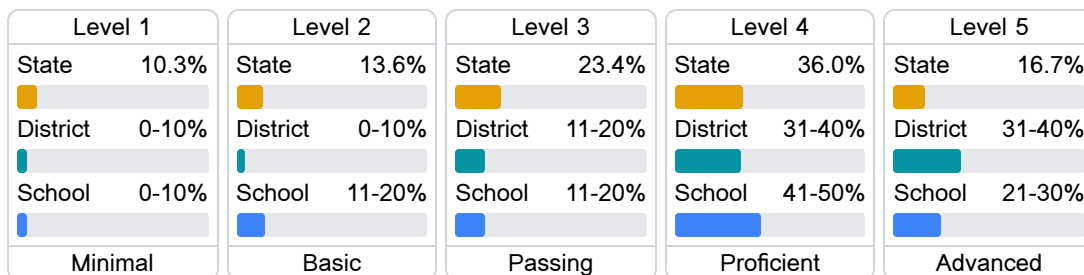 Level 1
State 10.3%
District 0-10%
School 0-10%
Minimal
Level 2
State 13.6%
District 0-10%
School 11-20%
Basic
Level 3
State 23.4%
District 11-20%
School 11-20%
Passing
Level 4
State 36.0%
District 31-40%
School 41-50%
Proficient
Level 5
State 16.7%
District 31-40%
School 21-30%
Advanced